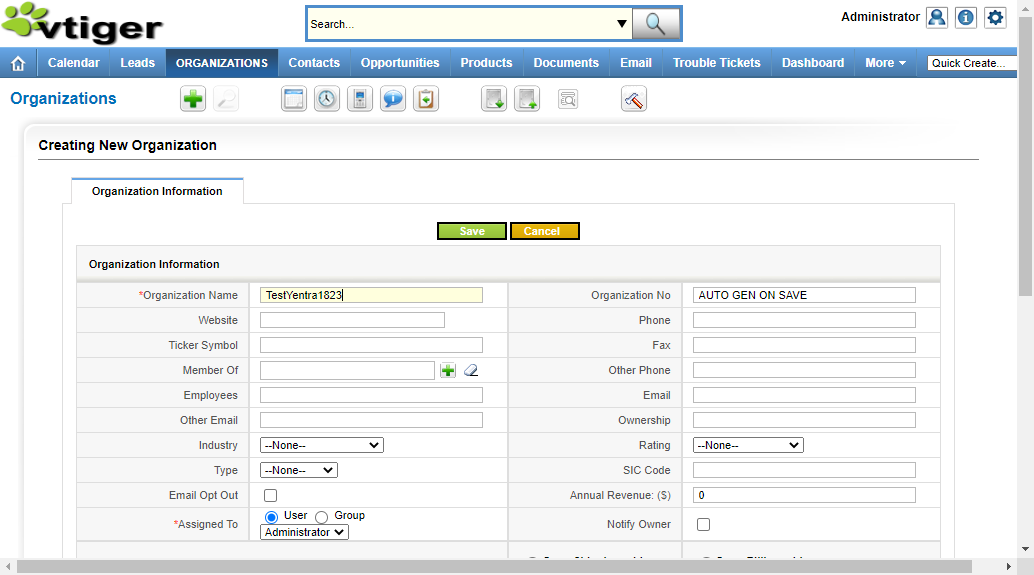 vtiger
Search...
Administrator
Calendar Leads ORGANIZATIONS Contacts Opportunities Products Documents Email Trouble Tickets Dashboard More Quick Create...
Organizations
Creating New Organization
Organization Information
Save Cancel
Organization Information
*Organization Name TestYentra1823 Organization No AUTO GEN ON SAVE
Website Phone
Ticker Symbol Fax
Member Of Other Phone
Employees Email
Other Email Ownership
Industry --None-- Rating --None--
Type --None-- SIC Code
Email Opt Out Annual Revenue: ($) 0
*Assigned To User Group Administrator Notify Owner